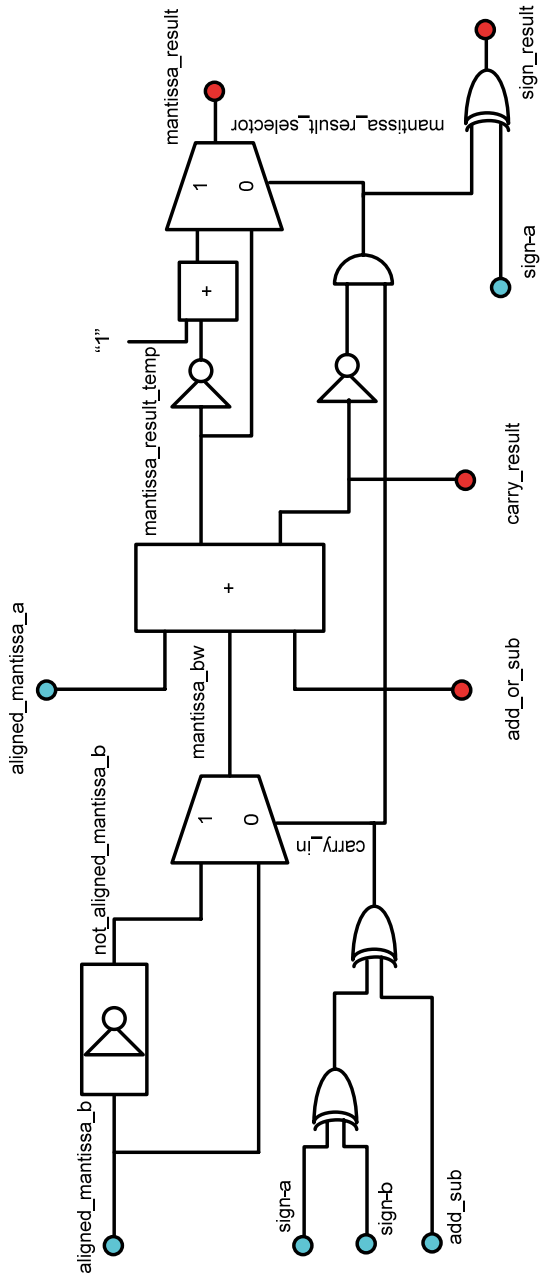 aligned_mantissa_b
not_aligned_mantissa_b
1
0
carry_in
sign-a
sign-b
add_sub
mantissa_bw
aligned_mantissa_a
+
add_or_sub
mantissa_result_temp
“1”
+
carry_result
1
0
mantissa_result_selector
mantissa_result
sign-a
sign_result